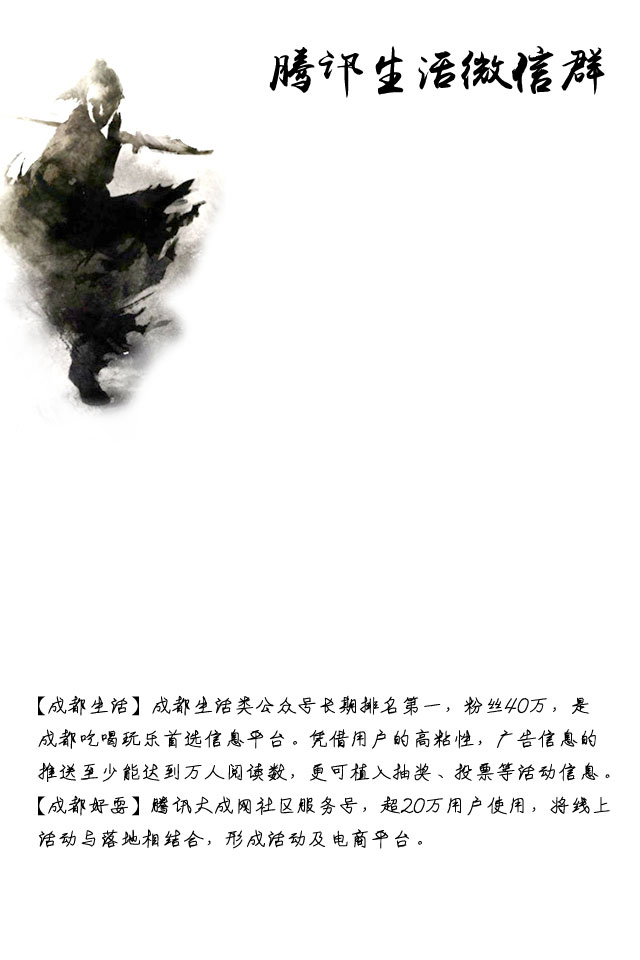 腾讯生活微信群
【成都生活】成都生活类公众号长期排名第一，粉丝40万，是
成都吃喝玩乐首选信息平台。凭借用户的高粘性，广告信息的
推送至少能达到万人阅读数，更可植入抽奖、投票等活动信息。
【成都好耍】腾讯大成网社区服务号，超20万用户使用，将线上
活动与落地相结合，形成活动及电商平台。